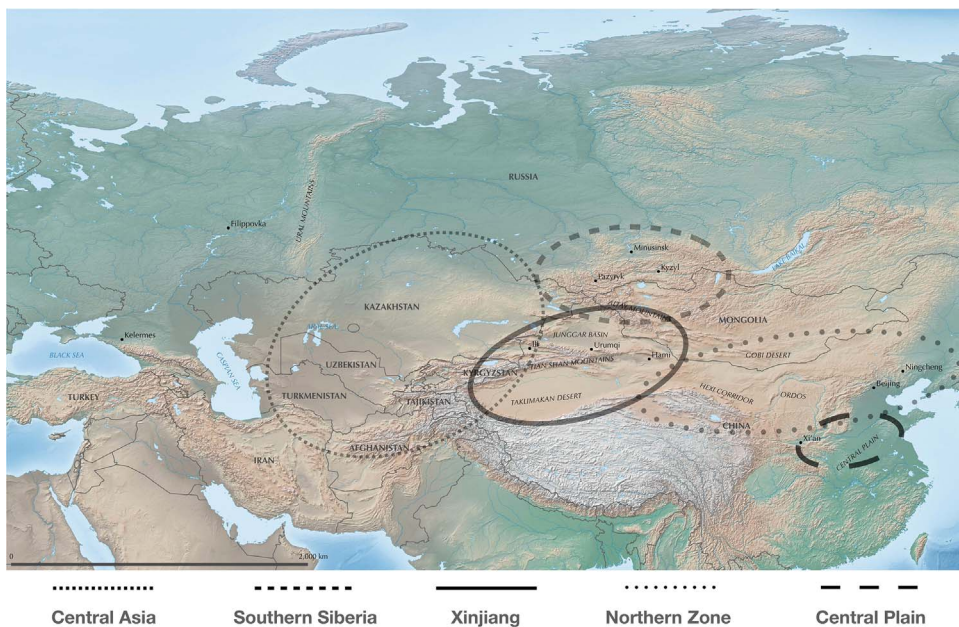 RUSSIA
URAL MOUNTAINS
Filippovka
Minusinsk
Kyzyl
Pazyryk
LAKE BAIKAL
KAZAKHSTAN
ALTAI MOUNTAINS
MONGOLIA
Kelermes
BLACK SEA
CASPIAN SEA
JUNGGAR BASIN
Ili
Urumqi
Hami
TIAN SHAN MOUNTAINS
GOBI DESERT
UZBEKISTAN
KYRGYZSTAN
Ningcheng
Beijing
TURKEY
TURKMENISTAN
TAJIKISTAN
TAKLIMAKAN DESERT
HEXI CORRIDOR
ORDOS
CHINA
AFGHANISTAN
IRAN
Xi'an
CENTRAL PLAIN
0
2,000 km
Central Asia
Southern Siberia
Xinjiang
Northern Zone
Central Plain